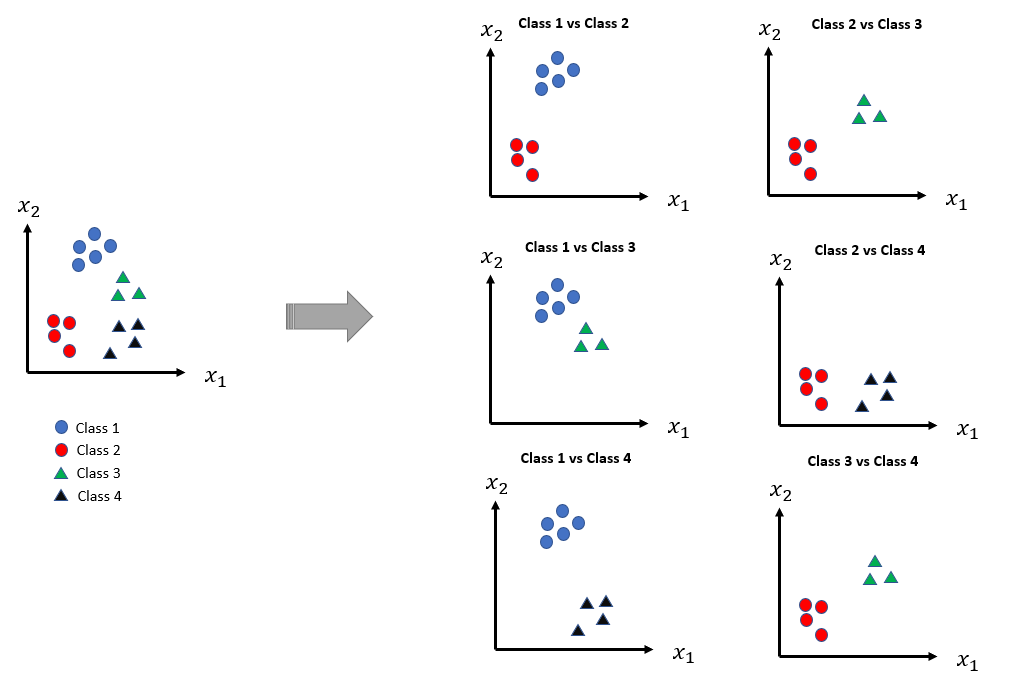 x₂
x₁
Class 1
Class 2
Class 3
Class 4
Class 1 vs Class 2
x₂
x₁
Class 2 vs Class 3
x₂
x₁
Class 1 vs Class 3
x₂
x₁
Class 2 vs Class 4
x₂
x₁
Class 1 vs Class 4
x₂
x₁
Class 3 vs Class 4
x₂
x₁